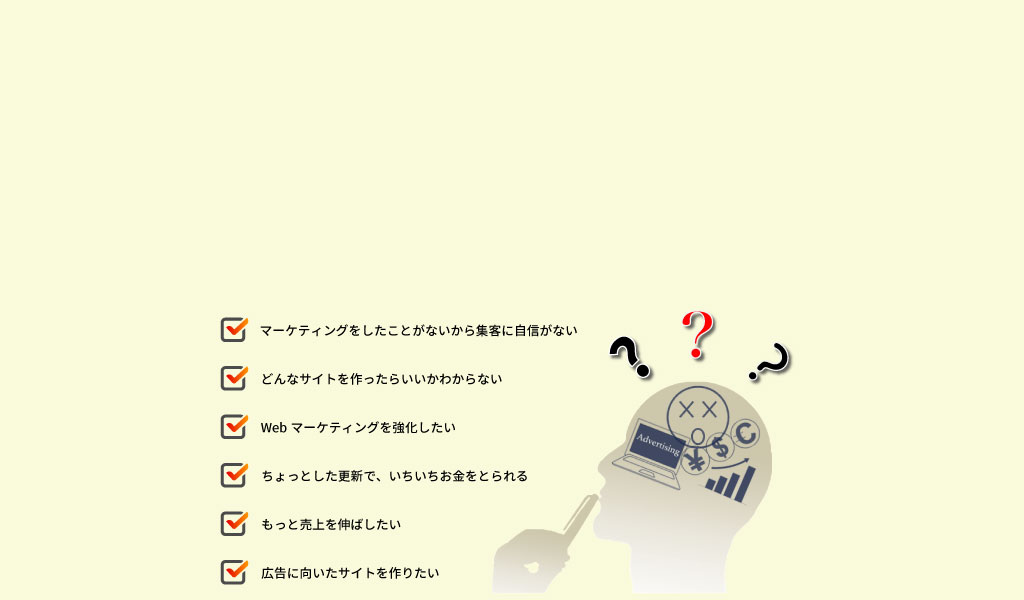 マーケティングをしたことがないから集客に自信がない
どんなサイトを作ったらいいかわからない
Web マーケティングを強化したい
ちょっとした更新で、いちいちお金をとられる
もっと売上を伸ばしたい
広告に向いたサイトを作りたい
?
?
?
Advertising
¥
$
C